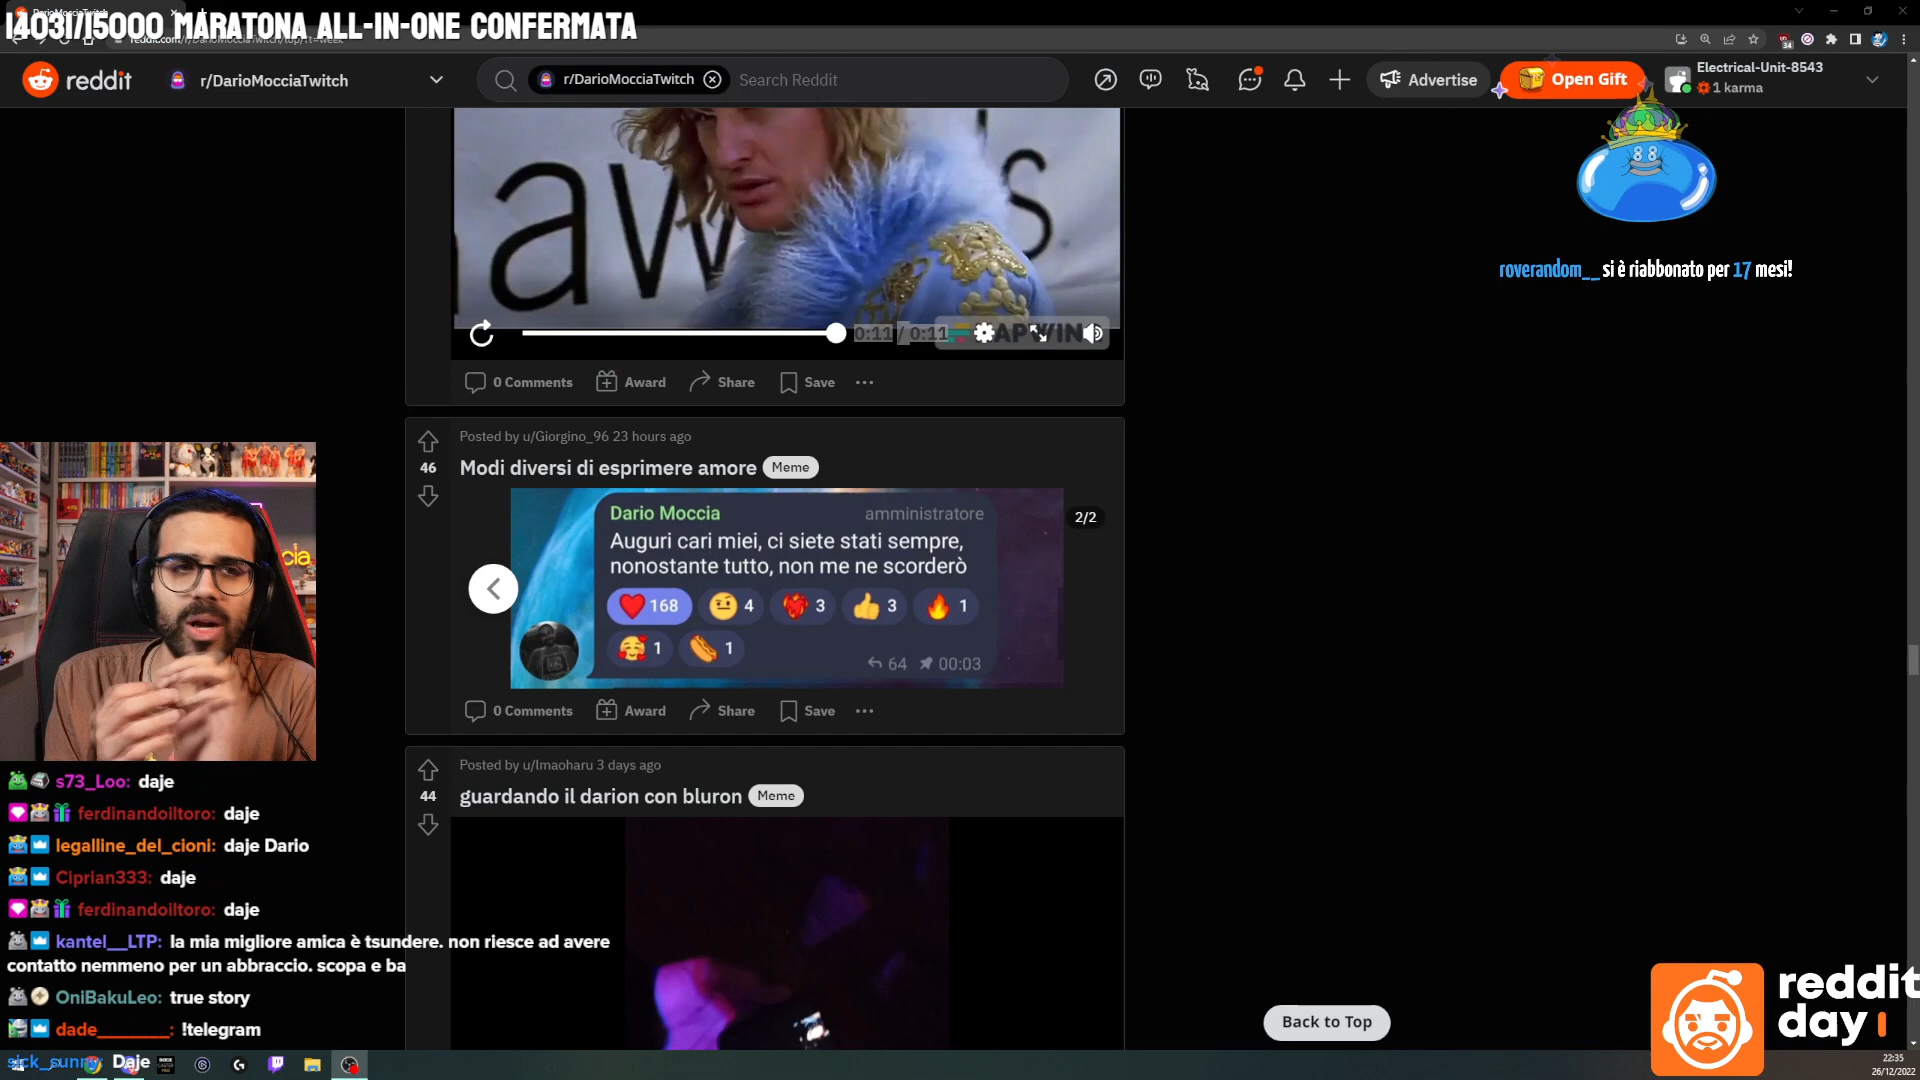 14031/15000 MARATONA ALL-IN-ONE CONFERMATA
reddit
r/DarioMocciaTwitch
r/DarioMocciaTwitch
Search Reddit
Advertise
Open Gift
Electrical-Unit-8543
1 karma
aw
s
roverandom__ si è riabbonato per 17 mesi!
0:11 / 0:11
0 Comments
Award
Share
Save
Posted by u/Giorgino_96 23 hours ago
46
Modi diversi di esprimere amore
Meme
Dario Moccia
amministratore
2/2
Auguri cari miei, ci siete stati sempre,
nonostante tutto, non me ne scorderò
168
4
3
3
1
1
1
64
00:03
0 Comments
Award
Share
Save
Posted by u/lmaoharu 3 days ago
44
guardando il darion con bluron
Meme
s73_Loo: daje
ferdinandoiltoro: daje
legalline_del_cioni: daje Dario
Ciprian333: daje
ferdinandoiltoro: daje
kantel__LTP: la mia migliore amica è tsundere. non riesce ad avere
contatto nemmeno per un abbraccio. scopa e ba
OniBakuLeo: true story
dade________: !telegram
Daje
Back to Top
reddit
day
22:35
26/12/2022